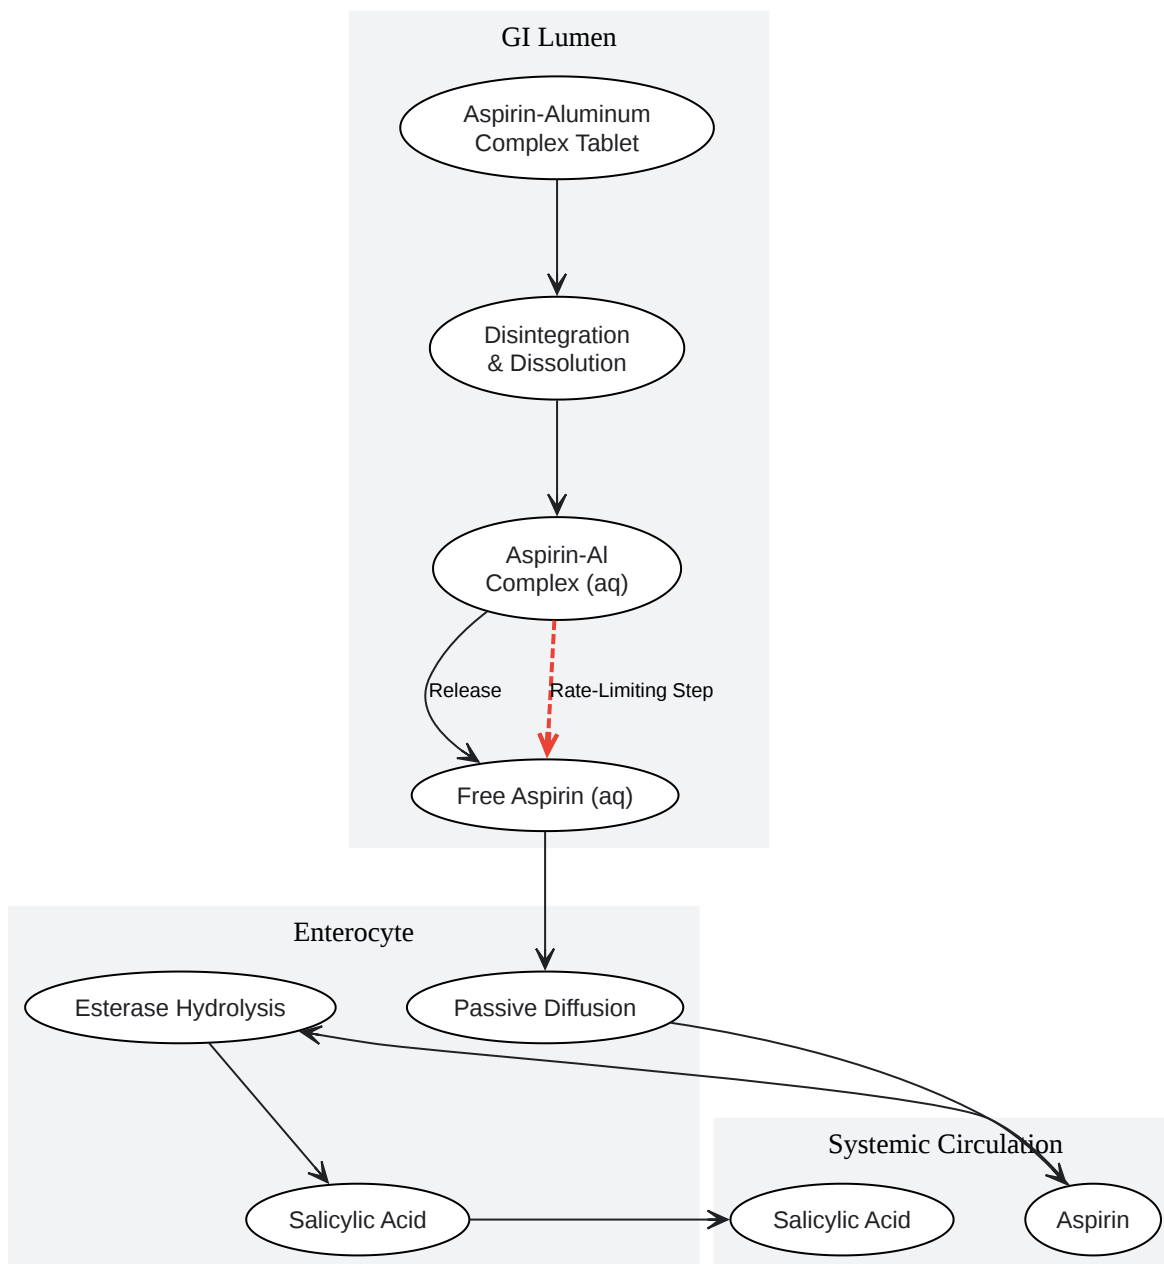 GI Lumen
Aspirin-Aluminum
Complex Tablet
Disintegration
& Dissolution
Aspirin-Al
Complex (aq)
Release
Rate-Limiting Step
Free Aspirin (aq)
Enterocyte
Esterase Hydrolysis
Passive Diffusion
Systemic Circulation
Salicylic Acid
Salicylic Acid
Aspirin